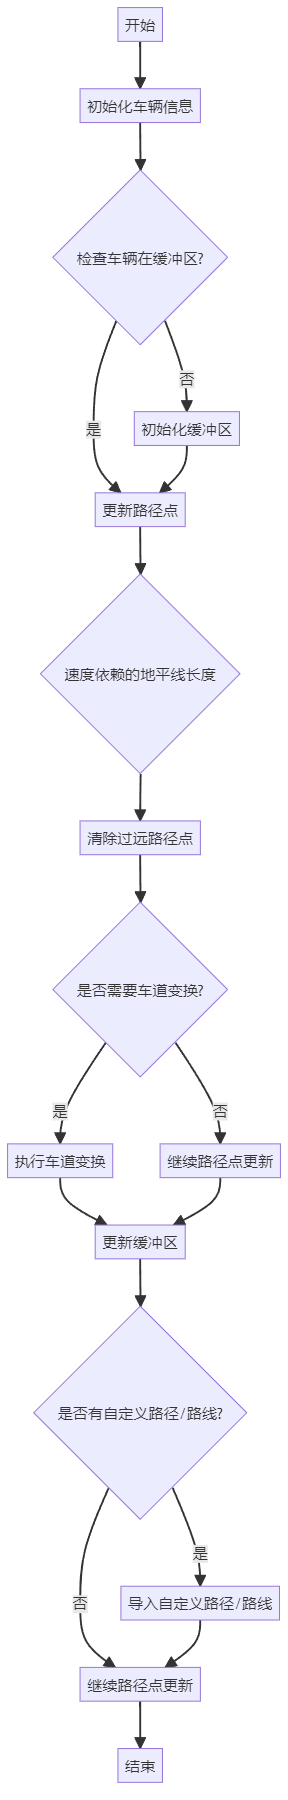 开始
初始化车辆信息
检查车辆在缓冲区?
否
是
初始化缓冲区
更新路径点
速度依赖的地平线长度
清除过远路径点
是否需要车道变换?
是
否
执行车道变换
继续路径点更新
更新缓冲区
是否有自定义路径/路线?
是
否
导入自定义路径/路线
继续路径点更新
结束